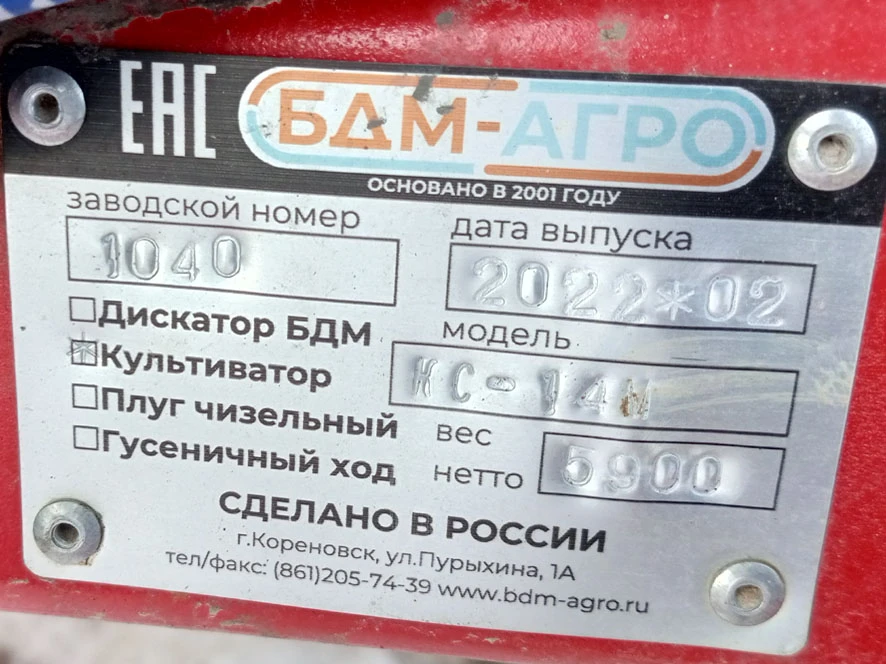 ЕАС БДМ-АГРО
ОСНОВАНО В 2001 ГОДУ
заводской номер
1040
дата выпуска
2022*02
Дискатор БДМ
Культиватор
Плуг чизельный
Гусеничный ход
модель
КС-14М
вес
нетто
5900
СДЕЛАНО В РОССИИ
г.Кореновск, ул.Пурыхина, 1А
тел/факс: (861)205-74-39 www.bdm-agro.ru